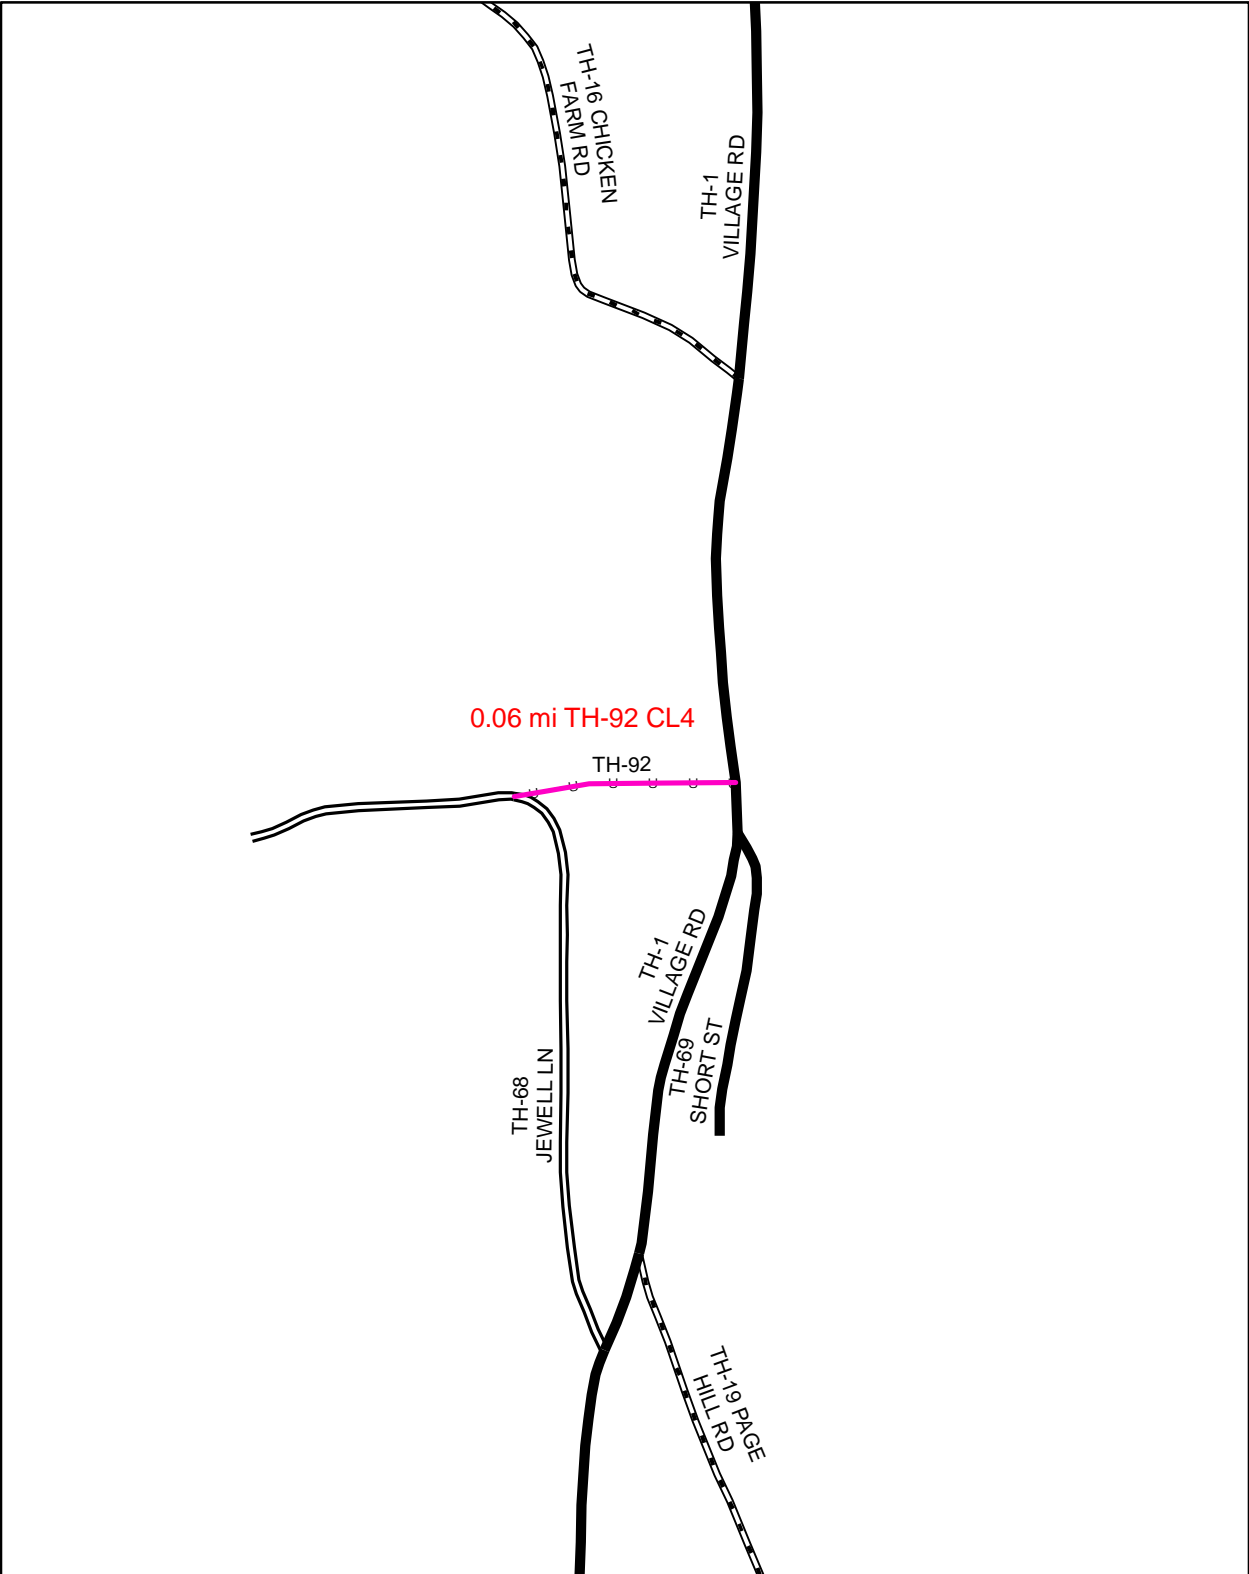 TH-16 CHICKEN
FARM RD
TH-1
VILLAGE RD
0.06 mi TH-92 CL4
TH-92
TH-1
VILLAGE RD
TH-69
SHORT ST
TH-68
JEWELL LN
TH-19 PAGE
HILL RD